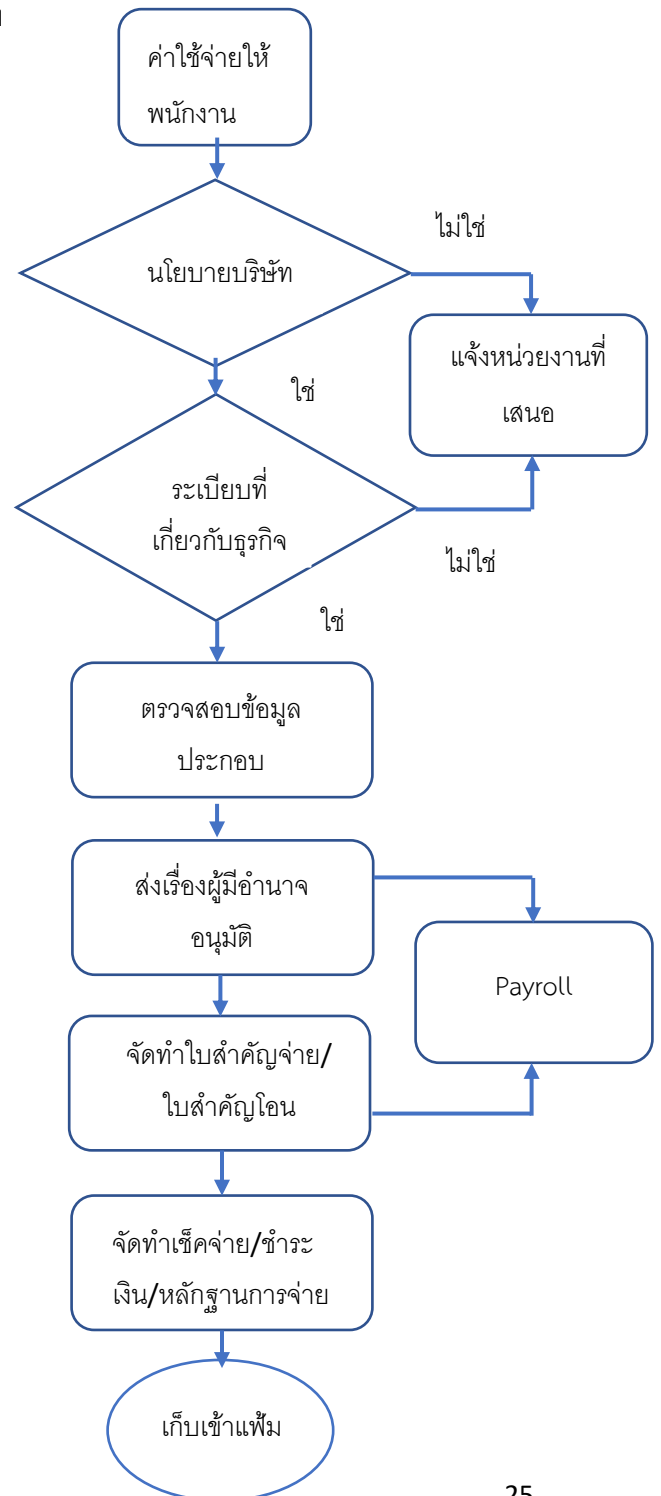 ค่าใช้จ่ายให้
พนักงาน
ไม่ใช่
นโยบายบริษัท
แจ้งหน่วยงานที่
เสนอ
ใช่
ระเบียบที่
เกี่ยวกับธุรกิจ
ไม่ใช่
ใช่
ตรวจสอบข้อมูล
ประกอบ
ส่งเรื่องผู้มีอำนาจ
อนุมัติ
Payroll
จัดทำใบสำคัญจ่าย/
ใบสำคัญโอน
จัดทำเช็คจ่าย/ชำระ
เงิน/หลักฐานการจ่าย
เก็บเข้าแฟ้ม
25